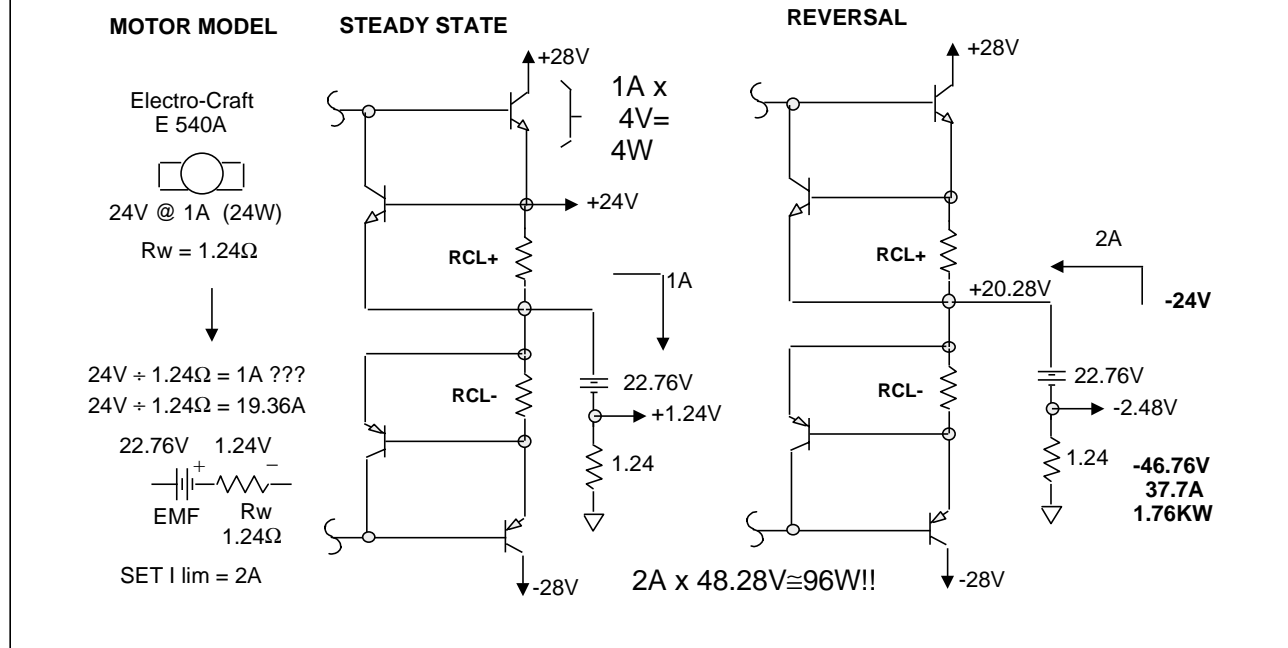 MOTOR MODEL
STEADY STATE
REVERSAL
Electro-Craft
E 540A
24V @ 1A (24W)
Rw = 1.24Ω
24V ÷ 1.24Ω = 1A ???
24V ÷ 1.24Ω = 19.36A
22.76V 1.24V
+ −
EMF
Rw
1.24Ω
SET I lim = 2A
+28V
1A x
4V=
4W
+24V
RCL+
1A
RCL-
22.76V
+1.24V
1.24
-28V
2A x 48.28V≅96W!!
+28V
RCL+
2A
+20.28V
-24V
RCL-
22.76V
-2.48V
1.24
-46.76V
37.7A
1.76KW
-28V